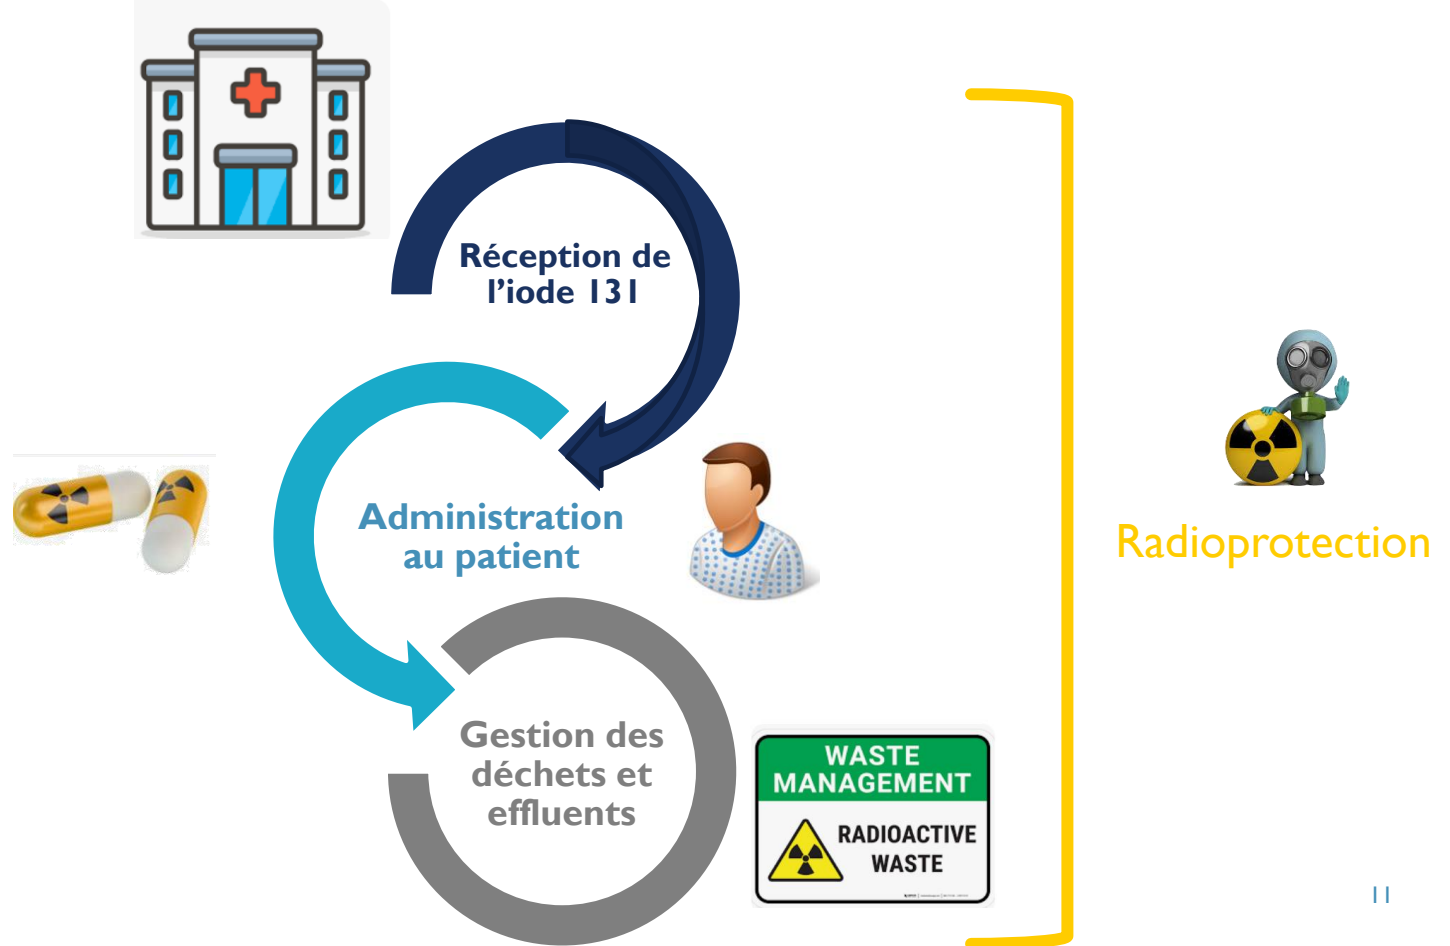 Réception de
l’iode 131
Administration
au patient
Radioprotection
Gestion des
déchets et
effluents
WASTE
MANAGEMENT
RADIOACTIVE
WASTE
11